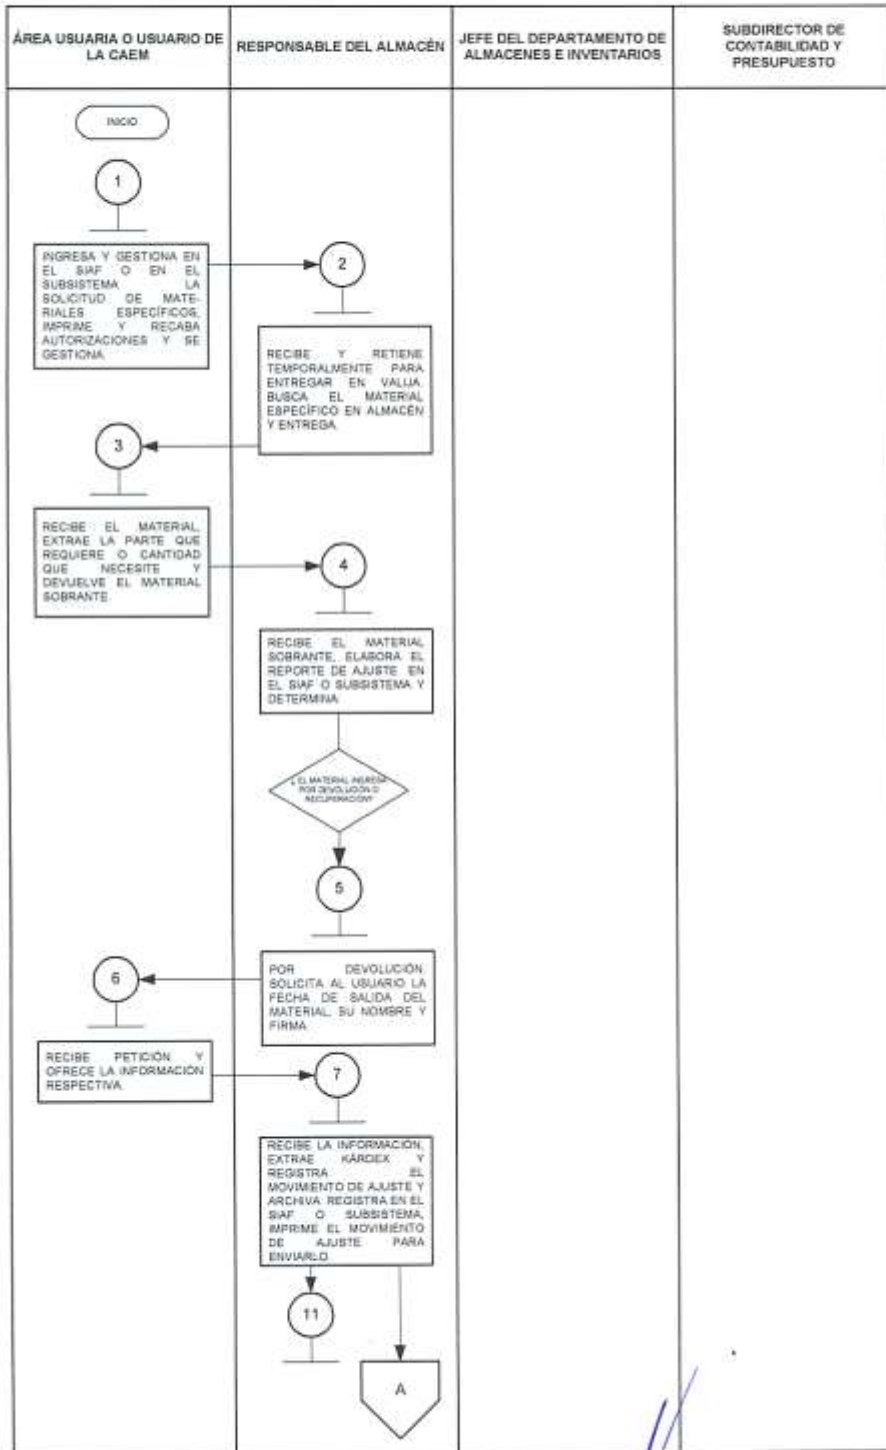 ÁREA USUARIA O USUARIO DE
LA CAEM
RESPONSABLE DEL ALMACÉN
JEFE DEL DEPARTAMENTO DE
ALMACENES E INVENTARIOS
SUBDIRECTOR DE
CONTABILIDAD Y
PRESUPUESTO
INICIO
1
INGRESA Y GESTIONA EN
EL SIAF O EN EL
SUBSISTEMA LA
SOLICITUD DE MATE-
RIALES ESPECÍFICOS,
IMPRIME Y RECABA
AUTORIZACIONES Y SE
GESTIONA.
2
RECIBE Y RETIENE
TEMPORALMENTE PARA
ENTREGAR EN VALIJA.
BUSCA EL MATERIAL
ESPECÍFICO EN ALMACÉN
Y ENTREGA.
3
RECIBE EL MATERIAL,
EXTRAE LA PARTE QUE
REQUIERE O CANTIDAD
QUE NECESITE Y
DEVUELVE EL MATERIAL
SOBRANTE.
4
RECIBE EL MATERIAL
SOBRANTE, ELABORA EL
REPORTE DE AJUSTE EN
EL SIAF O SUBSISTEMA Y
DETERMINA:
¿ EL MATERIAL INGRESA
POR DEVOLUCIÓN O
RECUPERACIÓN?
5
POR DEVOLUCIÓN.
SOLICITA AL USUARIO LA
FECHA DE SALIDA DEL
MATERIAL, SU NOMBRE Y
FIRMA.
6
RECIBE PETICIÓN Y
OFRECE LA INFORMACIÓN
RESPECTIVA.
7
RECIBE LA INFORMACIÓN,
EXTRAE KÁRDEX Y
REGISTRA EL
MOVIMIENTO DE AJUSTE Y
ARCHIVA. REGISTRA EN EL
SIAF O SUBSISTEMA,
IMPRIME EL MOVIMIENTO
DE AJUSTE PARA
ENVIARLO.
11
A